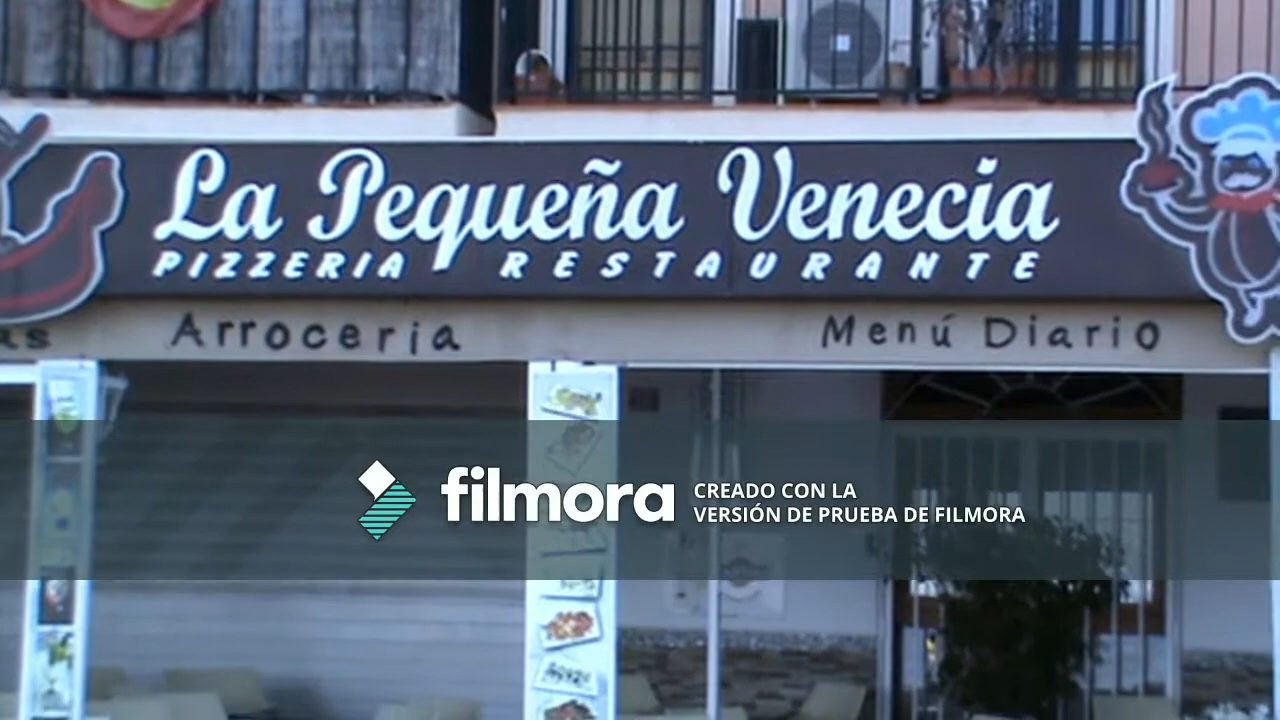 La Pequeña Venecia
PIZZERIA RESTAURANTE
Arroceria
Menú Diario
filmora
CREADO CON LA
VERSIÓN DE PRUEBA DE FILMORA